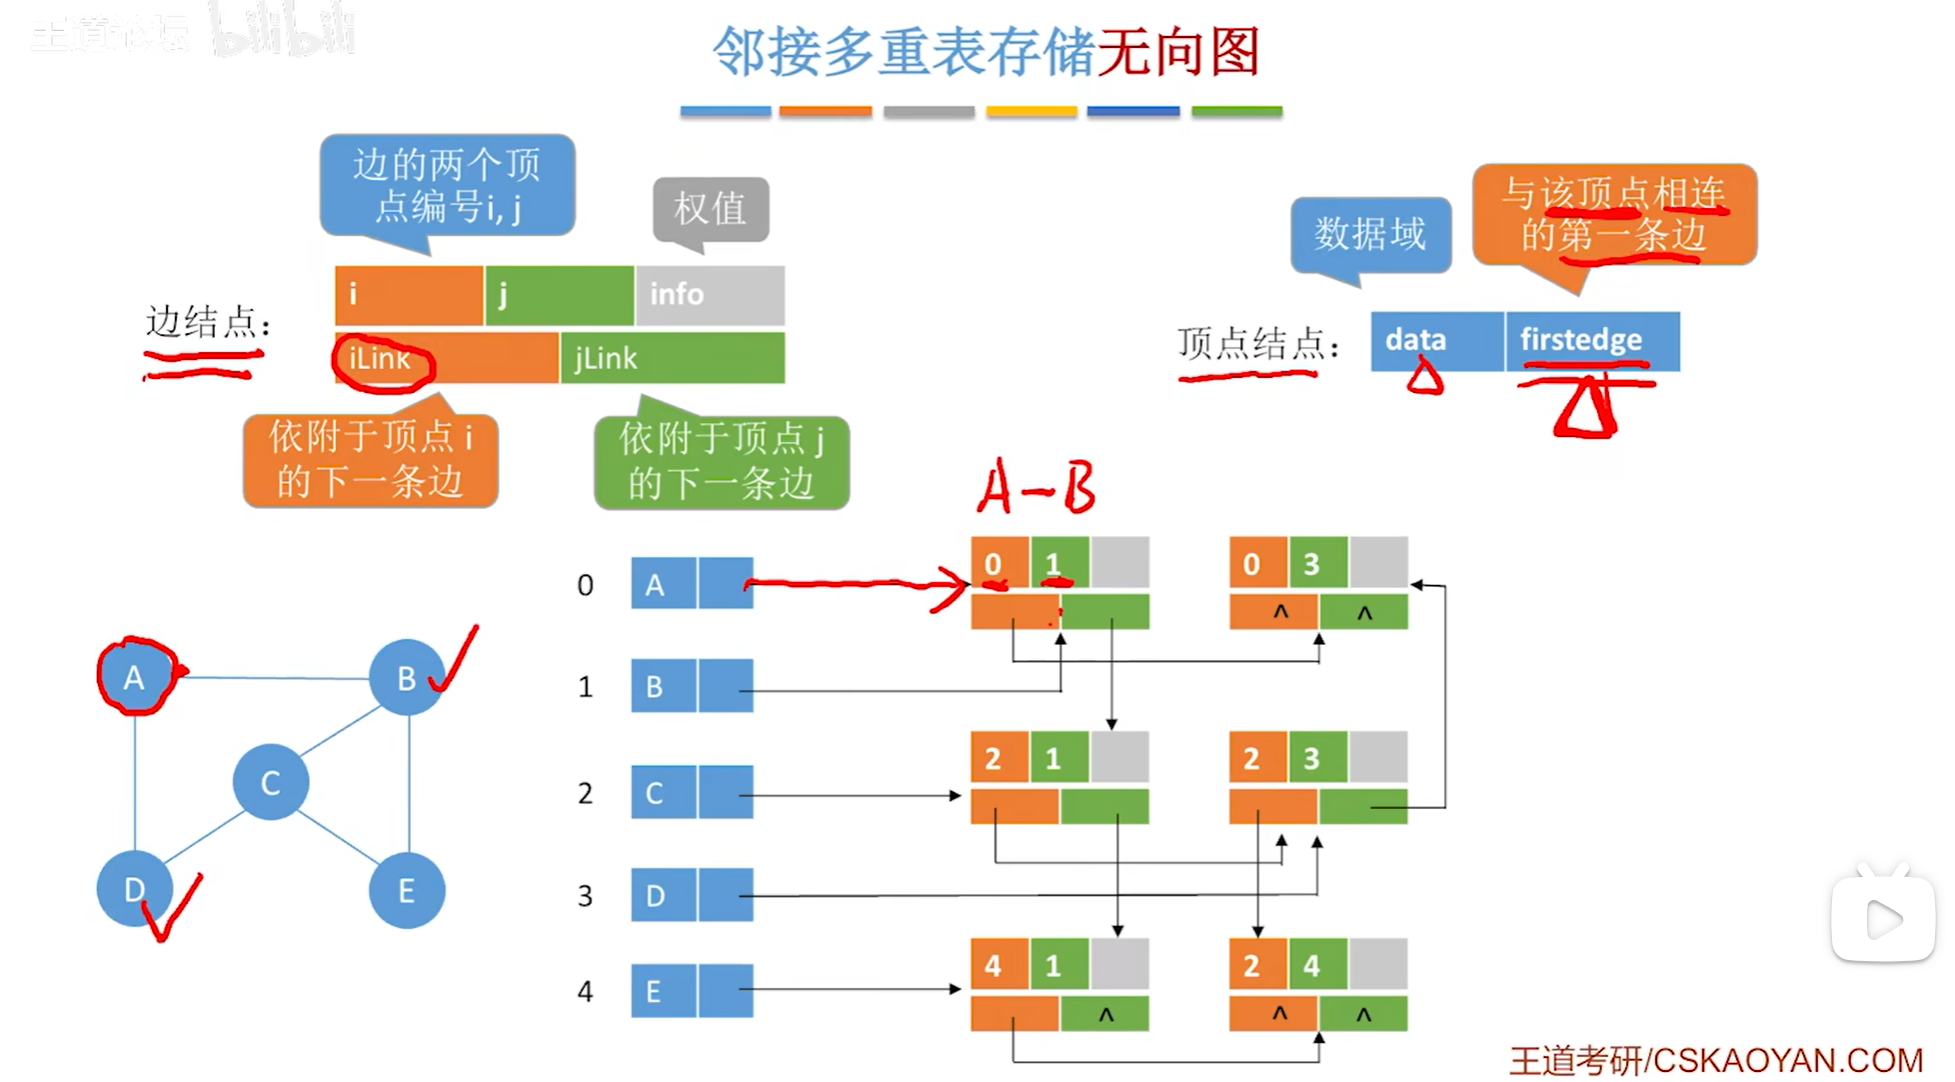 王道论坛 bilibili
邻接多重表存储无向图
边的两个顶
点编号i, j
权值
数据域
与该顶点相连
的第一条边
i j info
边结点：
iLink jLink
顶点结点：
data firstedge
依附于顶点 i
的下一条边
依附于顶点 j
的下一条边
A-B
0 A
0 1
0 3
^ ^
1 B
2 C
2 1
2 3
3 D
4 E
4 1
^
2 4
^ ^
A
B
C
D
E
王道考研/CSKAOYAN.COM